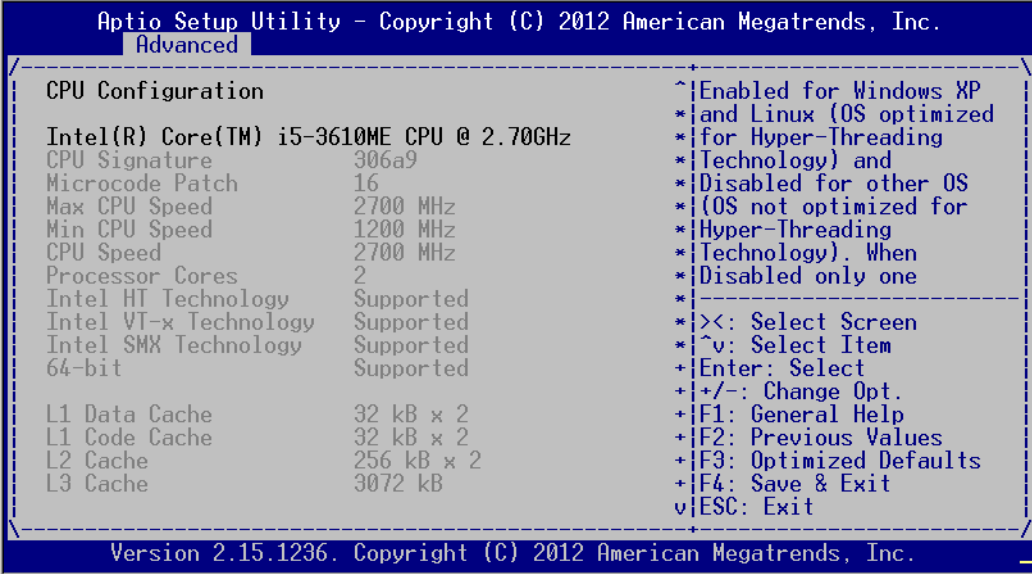 Aptio Setup Utility - Copyright (C) 2012 American Megatrends, Inc.
Advanced
CPU Configuration
Intel(R) Core(TM) i5-3610ME CPU @ 2.70GHz
CPU Signature 306a9
Microcode Patch 16
Max CPU Speed 2700 MHz
Min CPU Speed 1200 MHz
CPU Speed 2700 MHz
Processor Cores 2
Intel HT Technology Supported
Intel VT-x Technology Supported
Intel SMX Technology Supported
64-bit Supported
L1 Data Cache 32 kB x 2
L1 Code Cache 32 kB x 2
L2 Cache 256 kB x 2
L3 Cache 3072 kB
Enabled for Windows XP
and Linux (OS optimized
for Hyper-Threading
Technology) and
Disabled for other OS
(OS not optimized for
Hyper-Threading
Technology). When
Disabled only one
><: Select Screen
^v: Select Item
Enter: Select
+/-: Change Opt.
F1: General Help
F2: Previous Values
F3: Optimized Defaults
F4: Save & Exit
ESC: Exit
Version 2.15.1236. Copyright (C) 2012 American Megatrends, Inc.